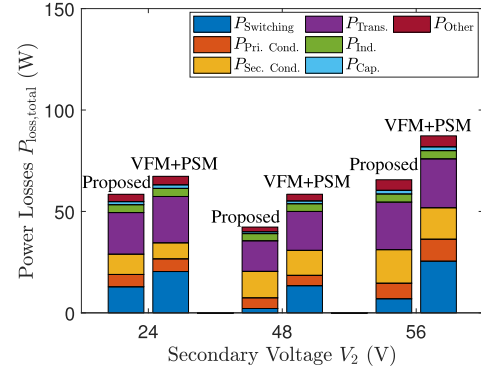 150
100
50
0
Power Losses P_loss,total (W)
P_Switching P_Trans. P_Other
P_Pri. Cond. P_Ind.
P_Sec. Cond. P_Cap.
Proposed VFM+PSM
Proposed VFM+PSM
Proposed VFM+PSM
24 48 56
Secondary Voltage V_2 (V)